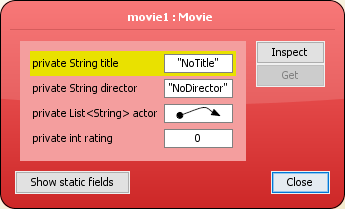 movie1 : Movie
private String title "NoTitle"
Inspect
private String director "NoDirector"
Get
private List<String> actor
private int rating 0
Show static fields
Close